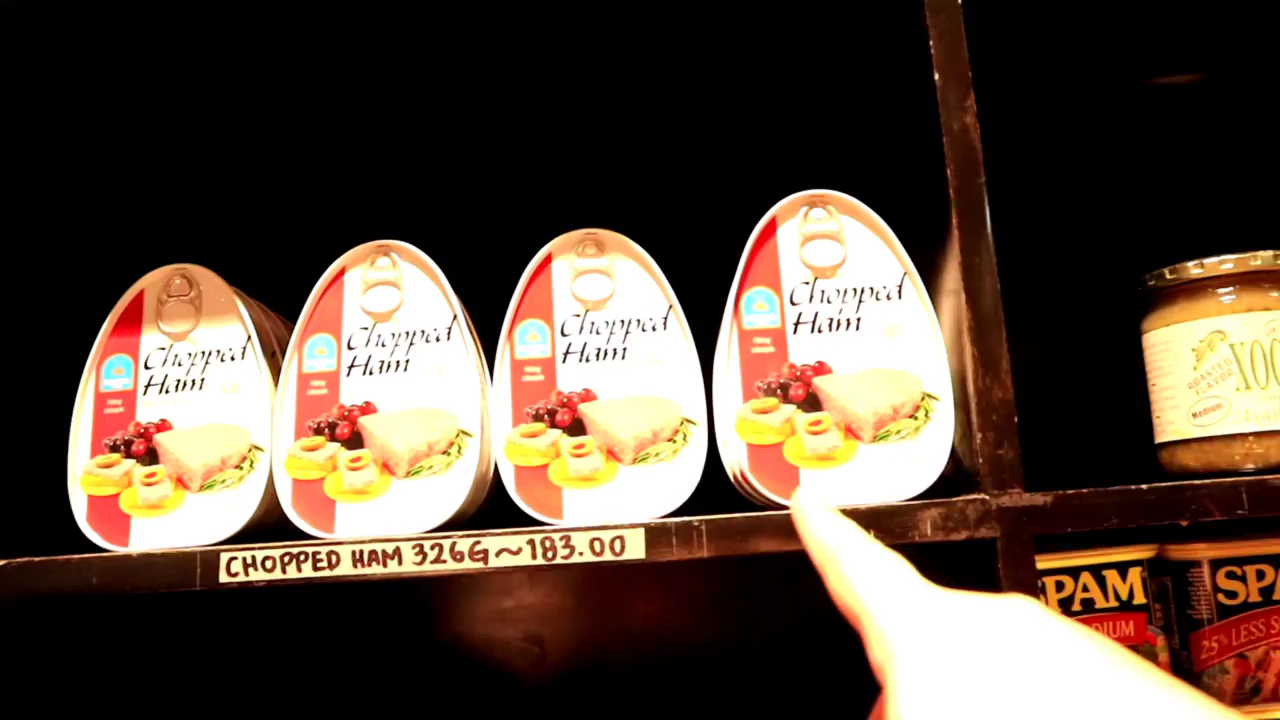 Chopped
Ham
Chopped
Ham
Chopped
Ham
Chopped
Ham
CHOPPED HAM 326G~183.00
ROASTED
XOC
Medium
SPAM
DIUM
SPA
25% LESS S